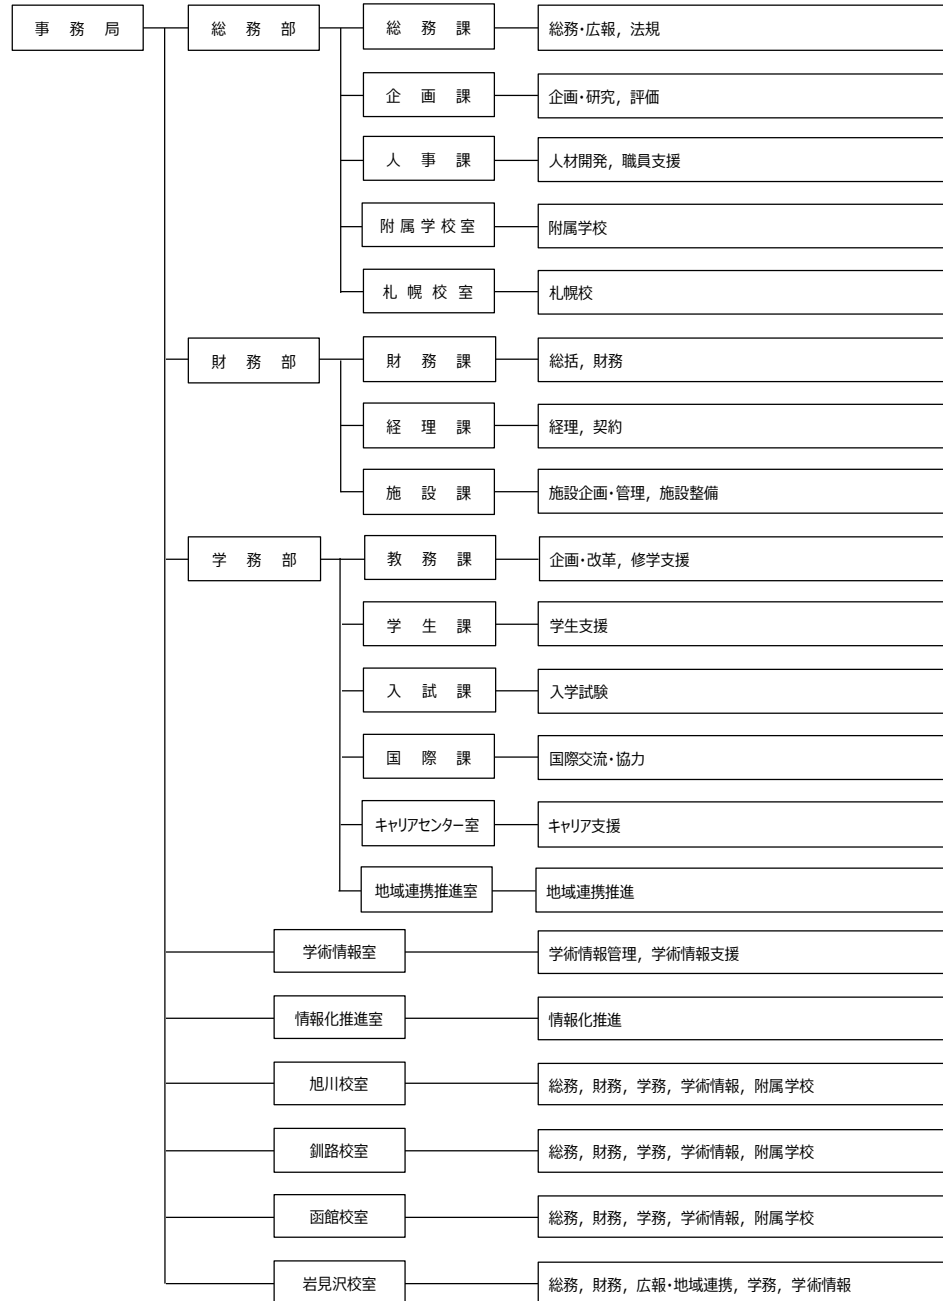 事務局
総務部
総務課
総務・広報，法規
企画課
企画・研究，評価
人事課
人材開発，職員支援
附属学校室
附属学校
札幌校室
札幌校
財務部
財務課
総括，財務
経理課
経理，契約
施設課
施設企画・管理，施設整備
学務部
教務課
企画・改革，修学支援
学生課
学生支援
入試課
入学試験
国際課
国際交流・協力
キャリアセンター室
キャリア支援
地域連携推進室
地域連携推進
学術情報室
学術情報管理，学術情報支援
情報化推進室
情報化推進
旭川校室
総務，財務，学務，学術情報，附属学校
釧路校室
総務，財務，学務，学術情報，附属学校
函館校室
総務，財務，学務，学術情報，附属学校
岩見沢校室
総務，財務，広報・地域連携，学務，学術情報